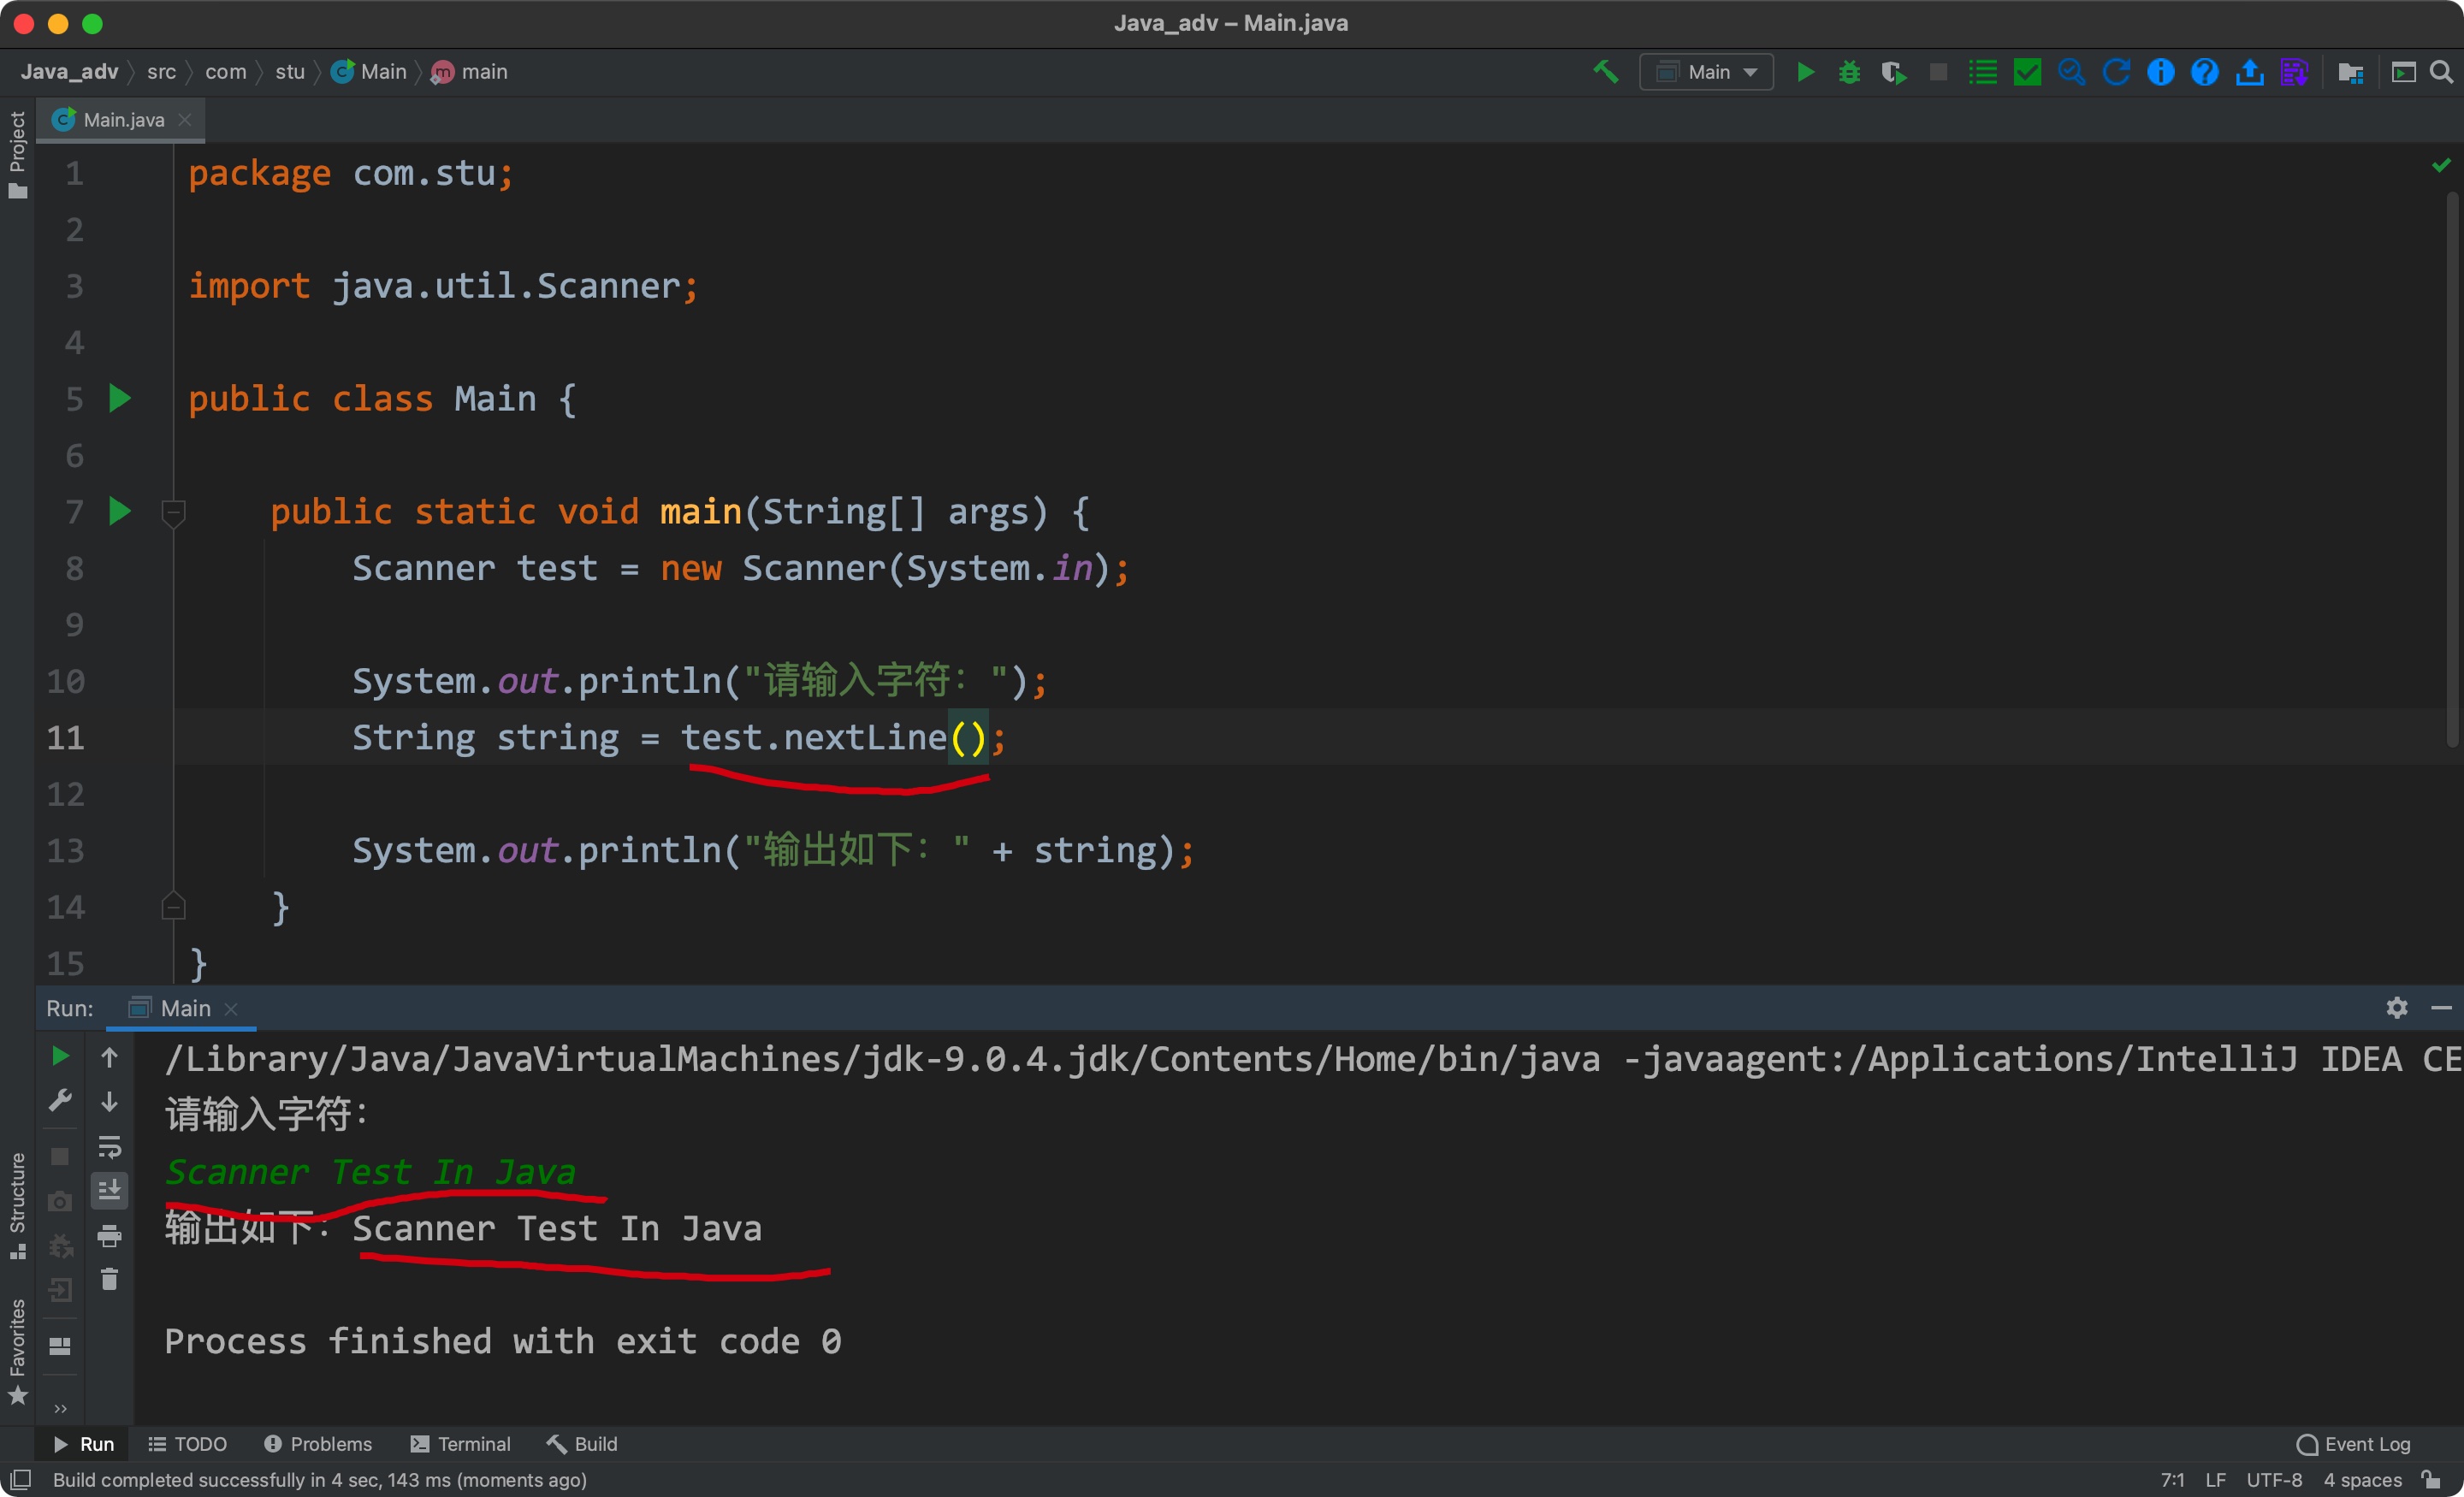 Java_adv – Main.java
Java_adv src com stu Main main Main
Project
Main.java
1 package com.stu;
2
3 import java.util.Scanner;
4
5 public class Main {
6
7 public static void main(String[] args) {
8 Scanner test = new Scanner(System.in);
9
10 System.out.println("请输入字符：");
11 String string = test.nextLine();
12
13 System.out.println("输出如下：" + string);
14 }
15 }
Run: Main
/Library/Java/JavaVirtualMachines/jdk-9.0.4.jdk/Contents/Home/bin/java -javaagent:/Applications/IntelliJ IDEA CE
请输入字符：
Scanner Test In Java
输出如下：Scanner Test In Java
Process finished with exit code 0
Structure
Favorites
Run TODO Problems Terminal Build Event Log
Build completed successfully in 4 sec, 143 ms (moments ago) 7:1 LF UTF-8 4 spaces